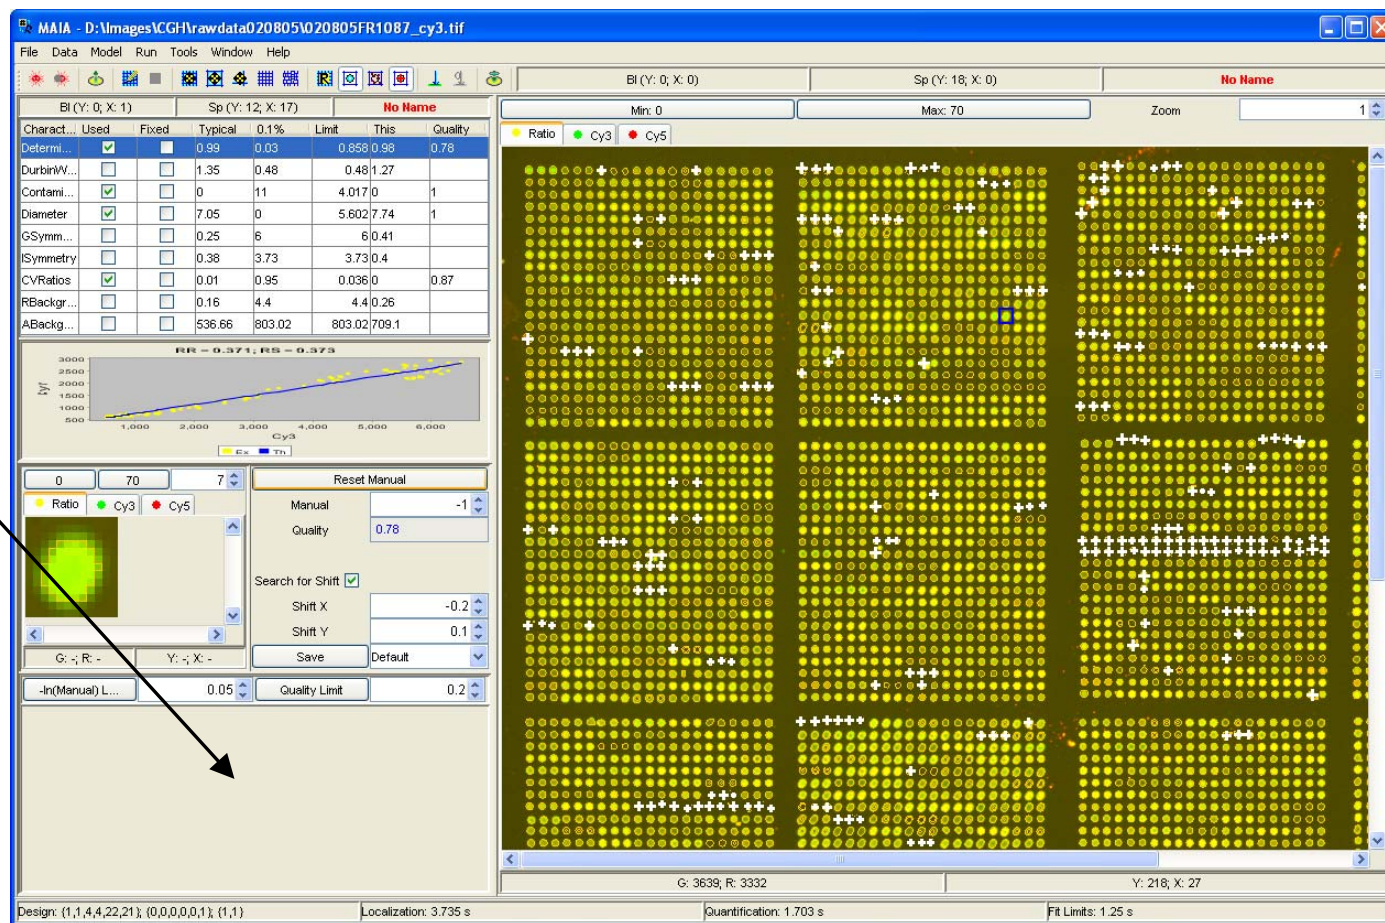 MAIA - D:\Images\CGH\rawdata020805\020805FR1087_cy3.tif
File Data Model Run Tools Window Help
Bl (Y: 0; X: 0) Sp (Y: 18; X: 0) No Name
Bl (Y: 0; X: 1) Sp (Y: 12; X: 17) No Name
Min: 0 Max: 70 Zoom 1
Ratio Cy3 Cy5
Charact... Used Fixed Typical 0.1% Limit This Quality
Determi... 0.99 0.03 0.858 0.98 0.78
DurbinW... 1.35 0.48 0.48 1.27
Contami... 0 11 4.017 0 1
Diameter 7.05 0 5.602 7.74 1
GSymm... 0.25 6 6 0.41
ISymmetry 0.38 3.73 3.73 0.4
CVRatios 0.01 0.95 0.036 0 0.87
RBackgr... 0.16 4.4 4.4 0.26
ABackg... 536.66 803.02 803.02 709.1
RR = 0.371; RS = 0.373
3000
2500
2000
1500
1000
500
1,000 2,000 3,000 4,000 5,000 6,000
Cy3
Ex Th
0 70 7
Ratio Cy3 Cy5
Reset Manual
Manual -1
Quality 0.78
Search for Shift
Shift X -0.2
Shift Y 0.1
Save Default
G: -; R: - Y: -; X: -
-ln(Manual) L... 0.05 Quality Limit 0.2
G: 3639; R: 3332 Y: 218; X: 27
Design: {1,1,4,4,22,21}; {0,0,0,0,0,1}; {1,1} Localization: 3.735 s Quantification: 1.703 s Fit Limits: 1.25 s